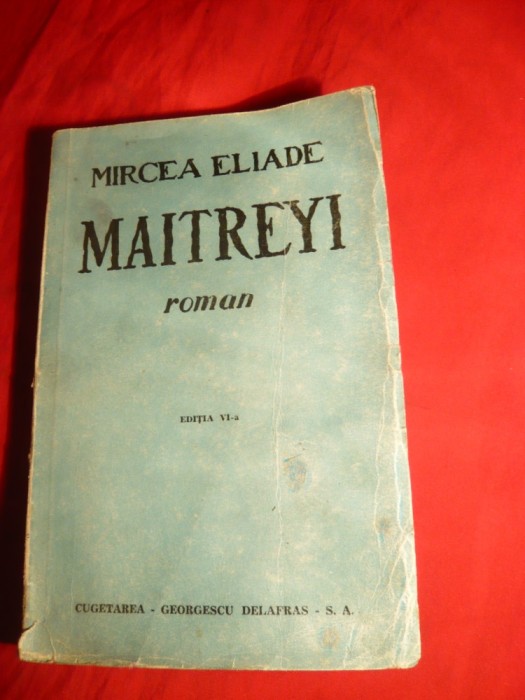 MIRCEA ELIADE
MAITREYI
roman
EDIȚIA VI-a
CUGETAREA - GEORGESCU DELAFRAS - S. A.